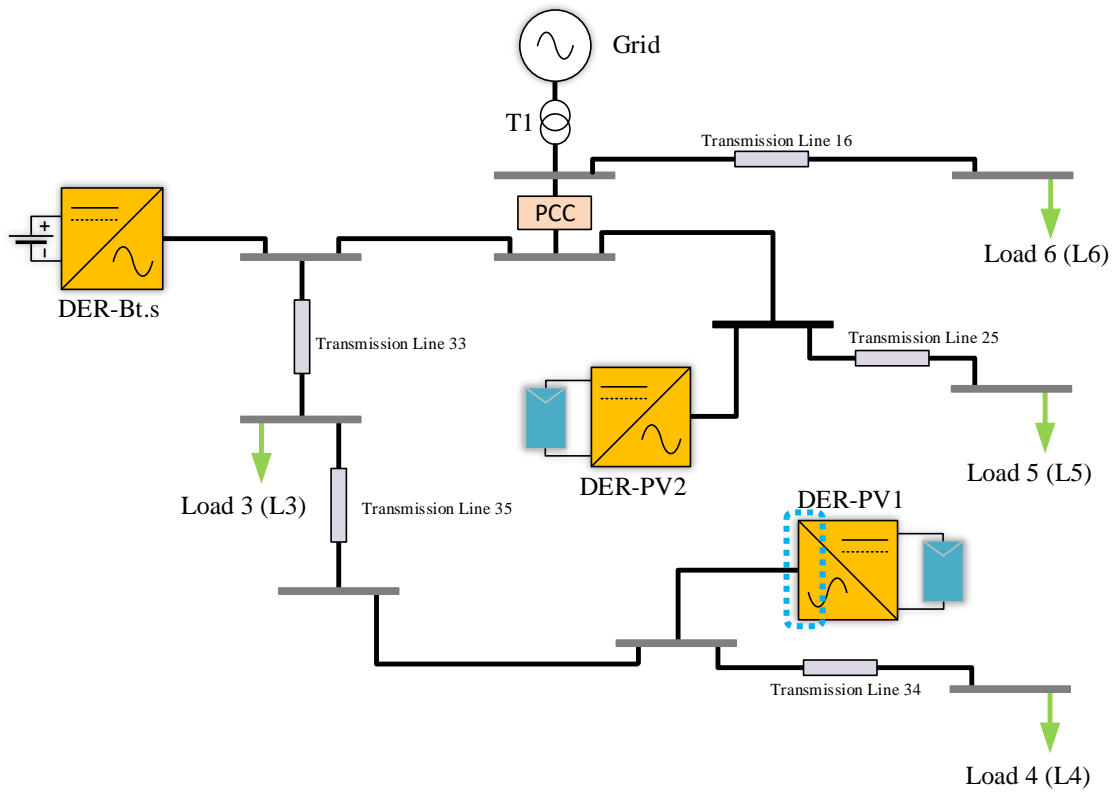 Grid
T1
Transmission Line 16
PCC
Load 6 (L6)
+
-
DER-Bt.s
Transmission Line 33
Transmission Line 25
Load 5 (L5)
DER-PV2
Load 3 (L3)
Transmission Line 35
DER-PV1
Transmission Line 34
Load 4 (L4)